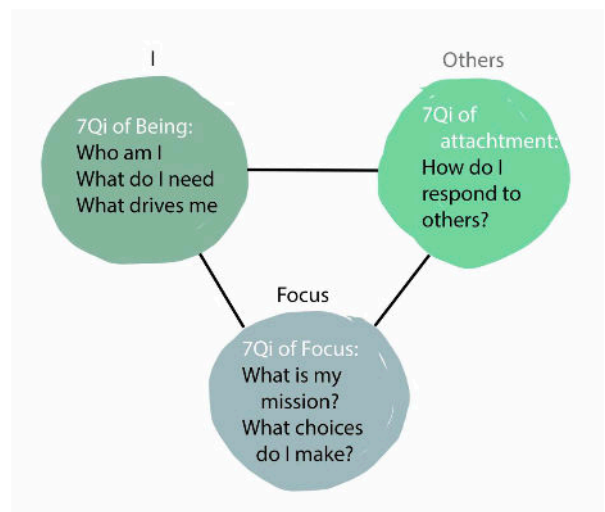 I
7Qi of Being:
Who am I
What do I need
What drives me
Others
7Qi of
attachtment:
How do I
respond to
others?
Focus
7Qi of Focus:
What is my
mission?
What choices
do I make?